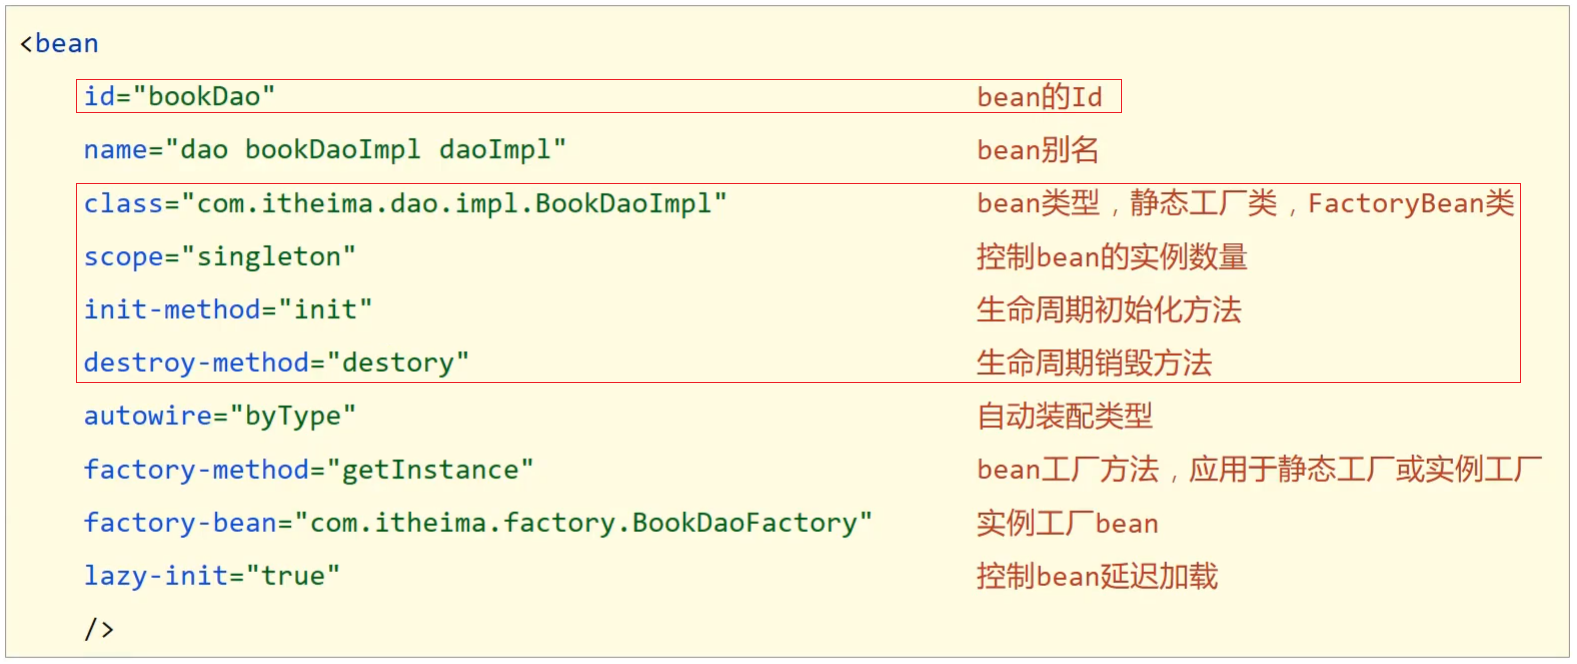 <bean
id="bookDao" bean的Id
name="dao bookDaoImpl daoImpl" bean别名
class="com.itheima.dao.impl.BookDaoImpl" bean类型，静态工厂类，FactoryBean类
scope="singleton" 控制bean的实例数量
init-method="init" 生命周期初始化方法
destroy-method="destory" 生命周期销毁方法
autowire="byType" 自动装配类型
factory-method="getInstance" bean工厂方法，应用于静态工厂或实例工厂
factory-bean="com.itheima.factory.BookDaoFactory" 实例工厂bean
lazy-init="true" 控制bean延迟加载
/>